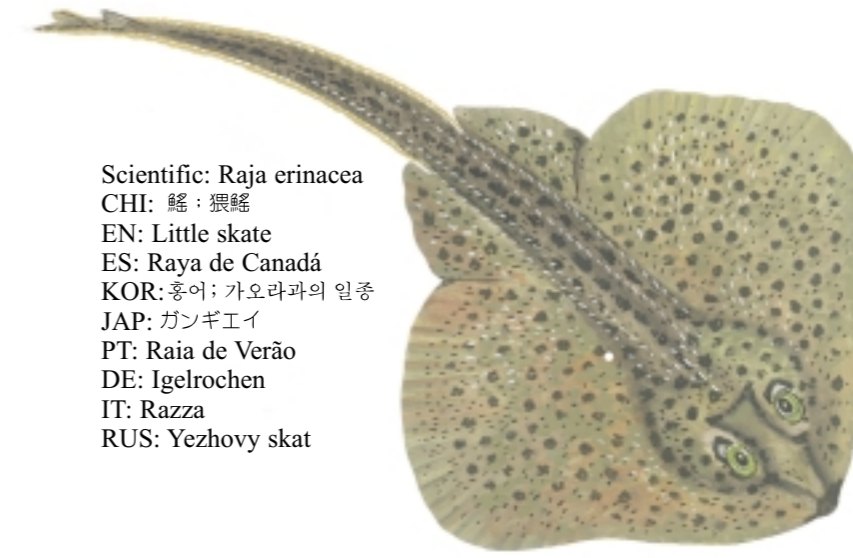 Scientific: Raja erinacea
CHI: 鰩；猥鰩
EN: Little skate
ES: Raya de Canadá
KOR:홍어; 가오라과의 일종
JAP: ガンギエイ
PT: Raia de Verão
DE: Igelrochen
IT: Razza
RUS: Yezhovy skat